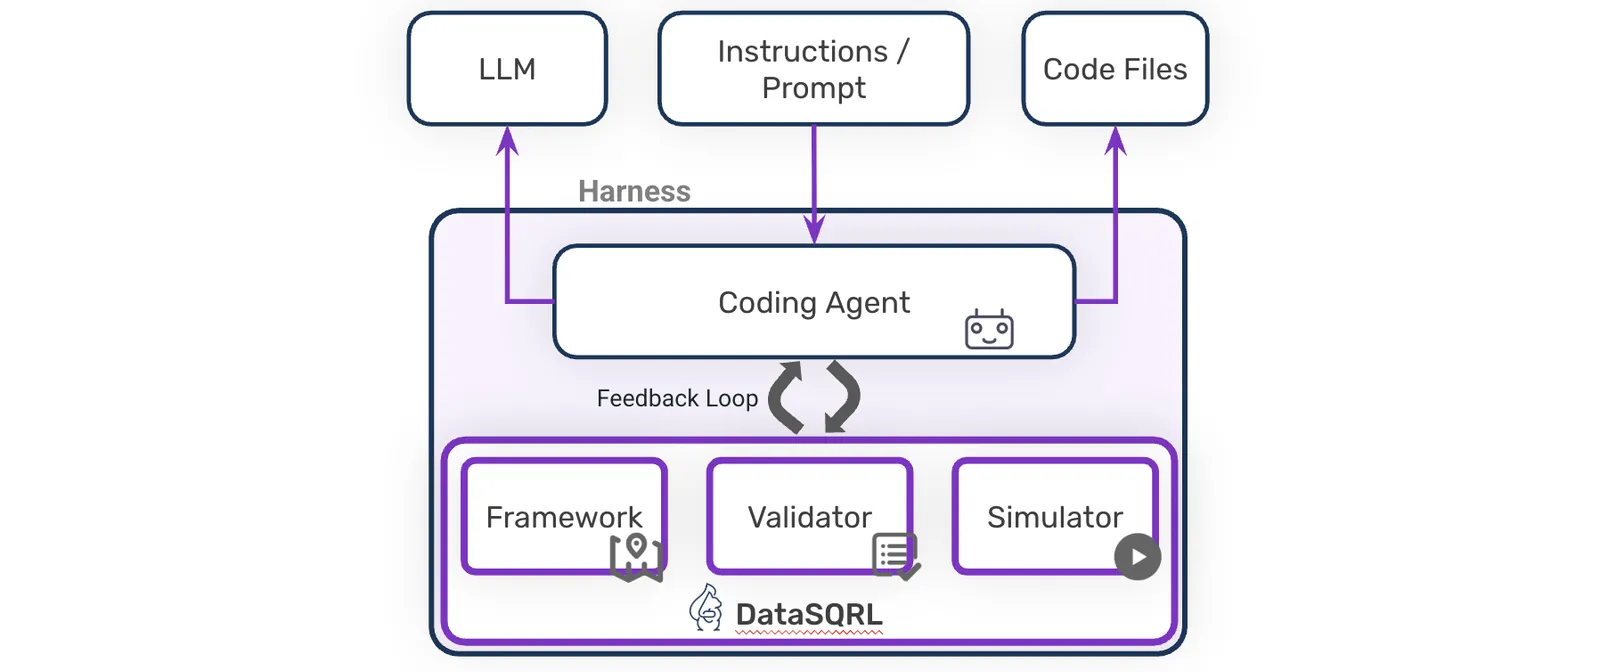 LLM
Instructions /
Prompt
Code Files
Harness
Coding Agent
Feedback Loop
Framework
Validator
Simulator
DataSQRL